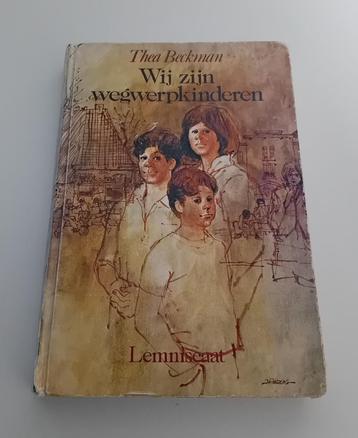 Thea Beckman
Wij zijn
wegwerpkinderen
Lemniscaat